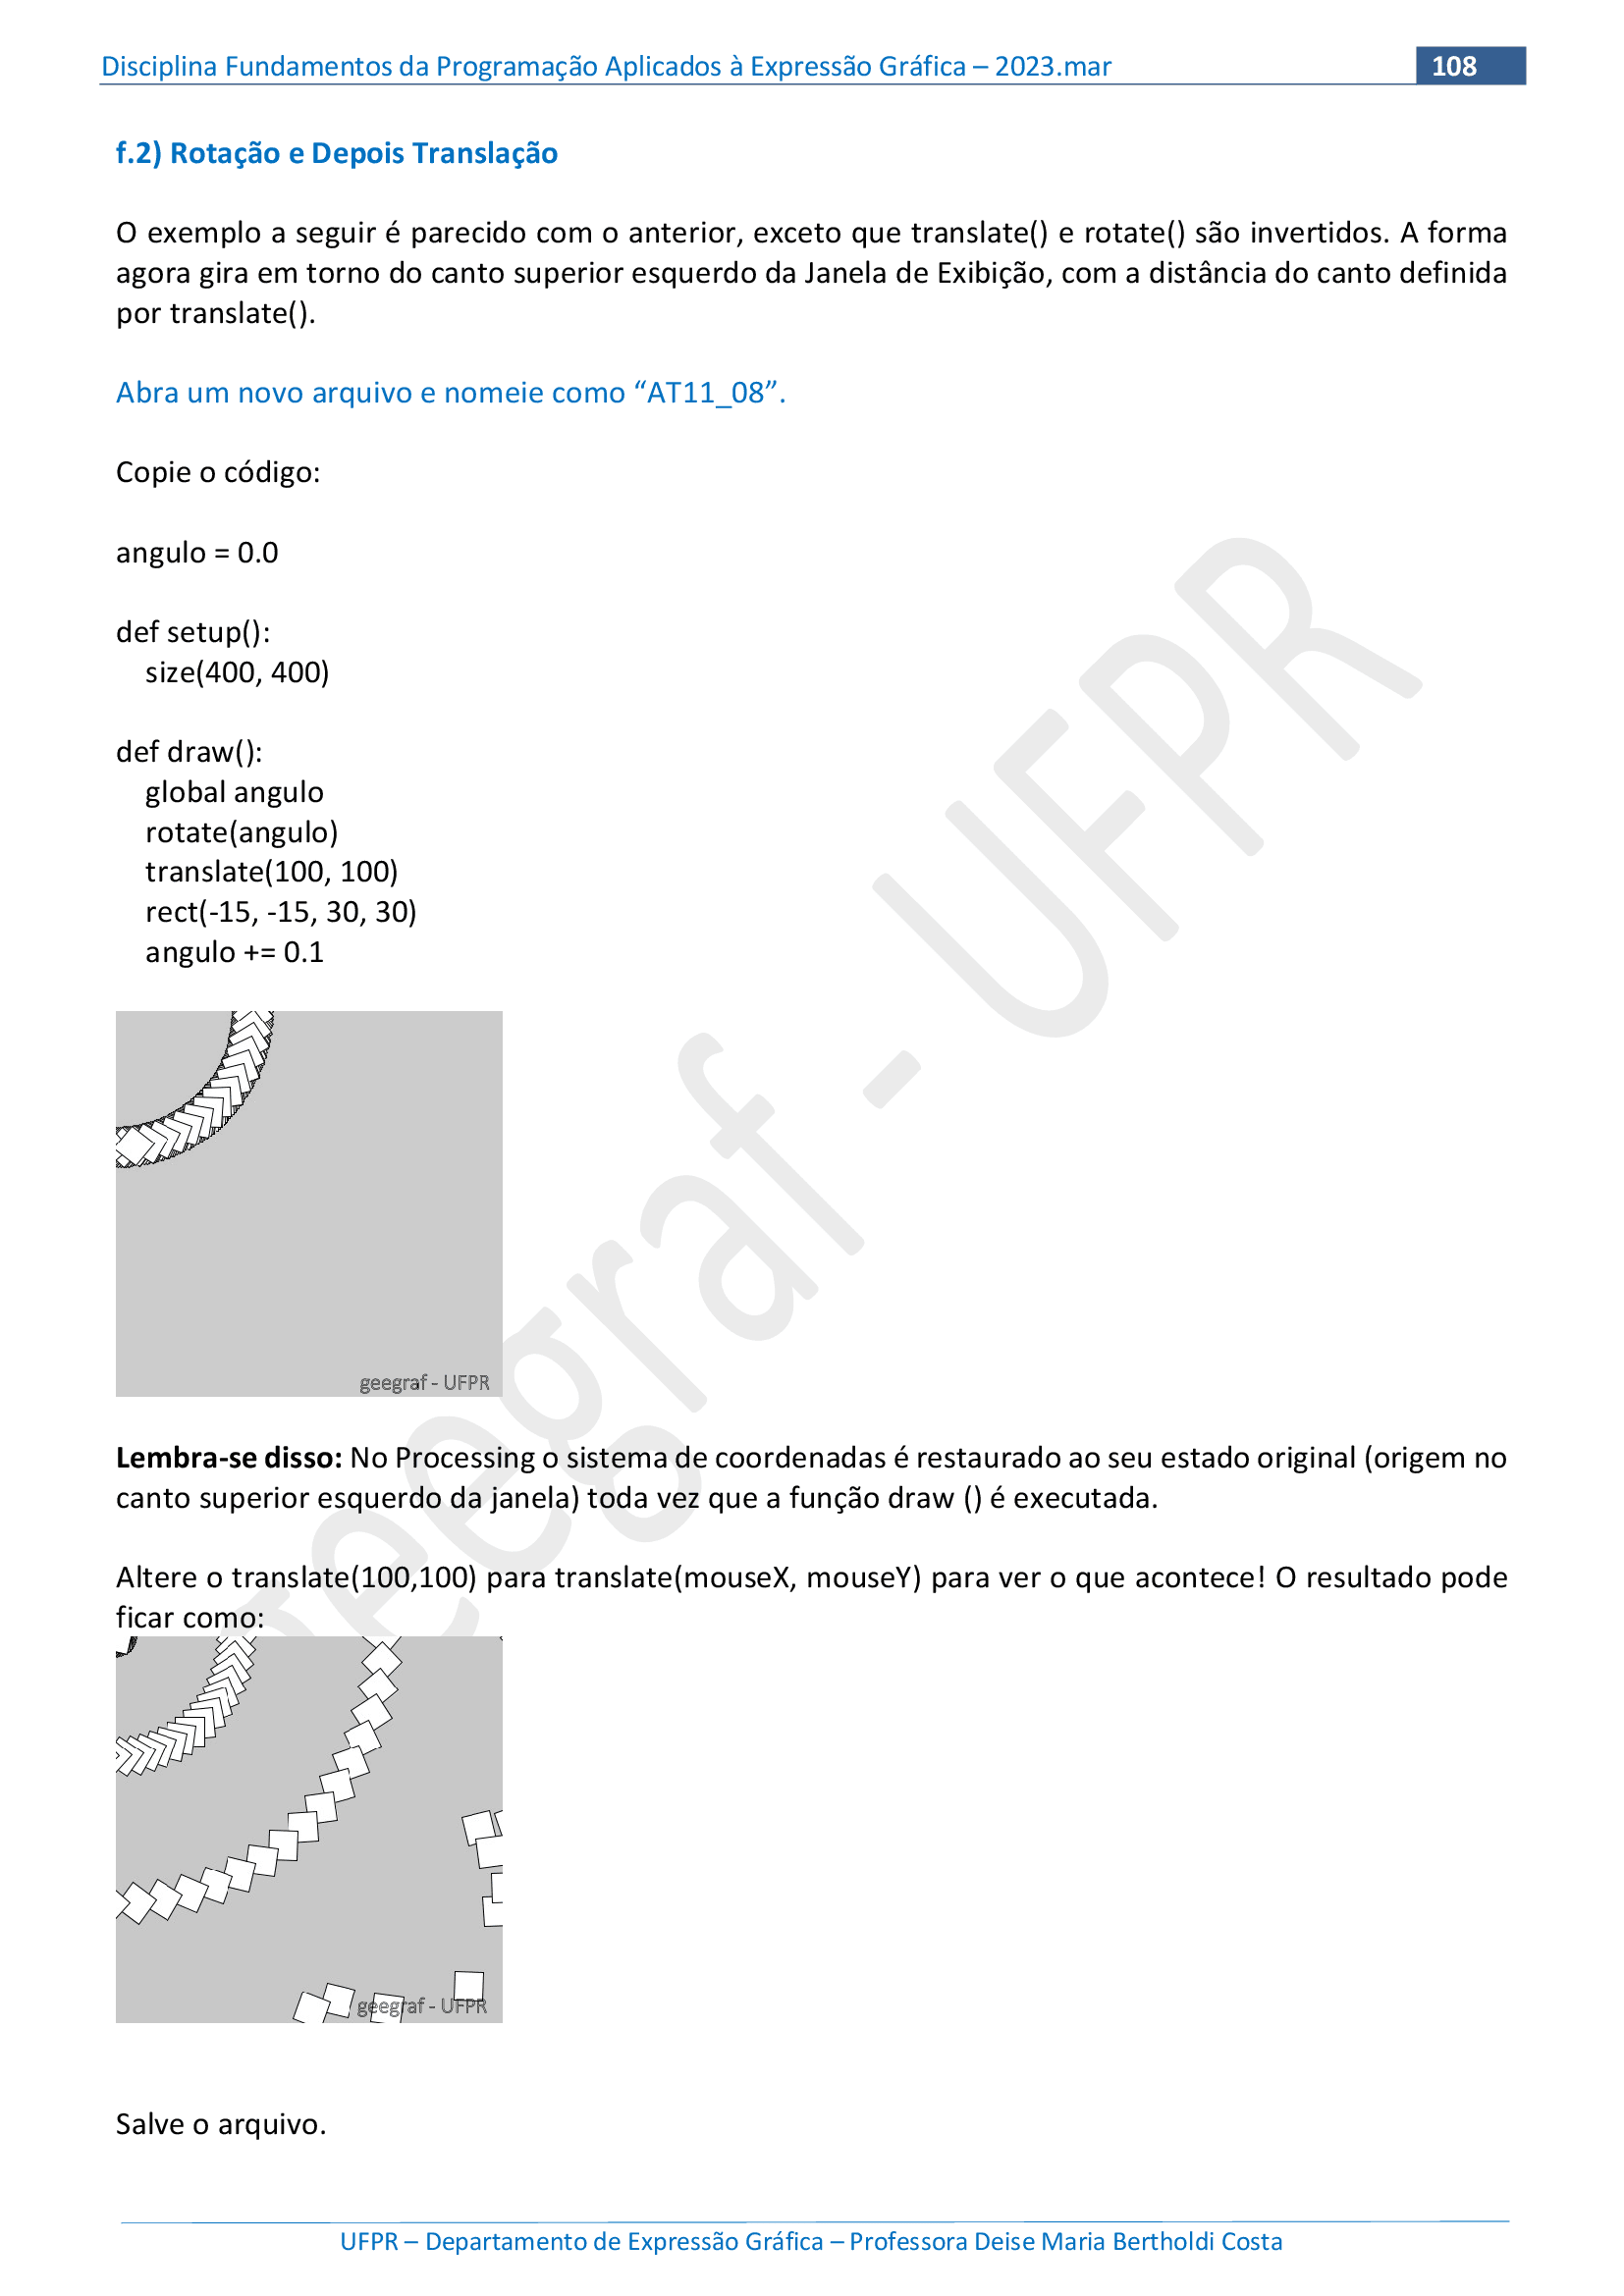 Disciplina Fundamentos da Programação Aplicados à Expressão Gráfica – 2023.mar 108
f.2) Rotação e Depois Translação
O exemplo a seguir é parecido com o anterior, exceto que translate() e rotate() são invertidos. A forma
agora gira em torno do canto superior esquerdo da Janela de Exibição, com a distância do canto definida
por translate().
Abra um novo arquivo e nomeie como “AT11_08”.
Copie o código:
angulo = 0.0
def setup():
size(400, 400)
def draw():
global angulo
rotate(angulo)
translate(100, 100)
rect(-15, -15, 30, 30)
angulo += 0.1
geegraf - UFPR
geegraf - UFPR
Lembra-se disso: No Processing o sistema de coordenadas é restaurado ao seu estado original (origem no
canto superior esquerdo da janela) toda vez que a função draw () é executada.
Altere o translate(100,100) para translate(mouseX, mouseY) para ver o que acontece! O resultado pode
ficar como:
geegraf - UFPR
Salve o arquivo.
UFPR – Departamento de Expressão Gráfica – Professora Deise Maria Bertholdi Costa